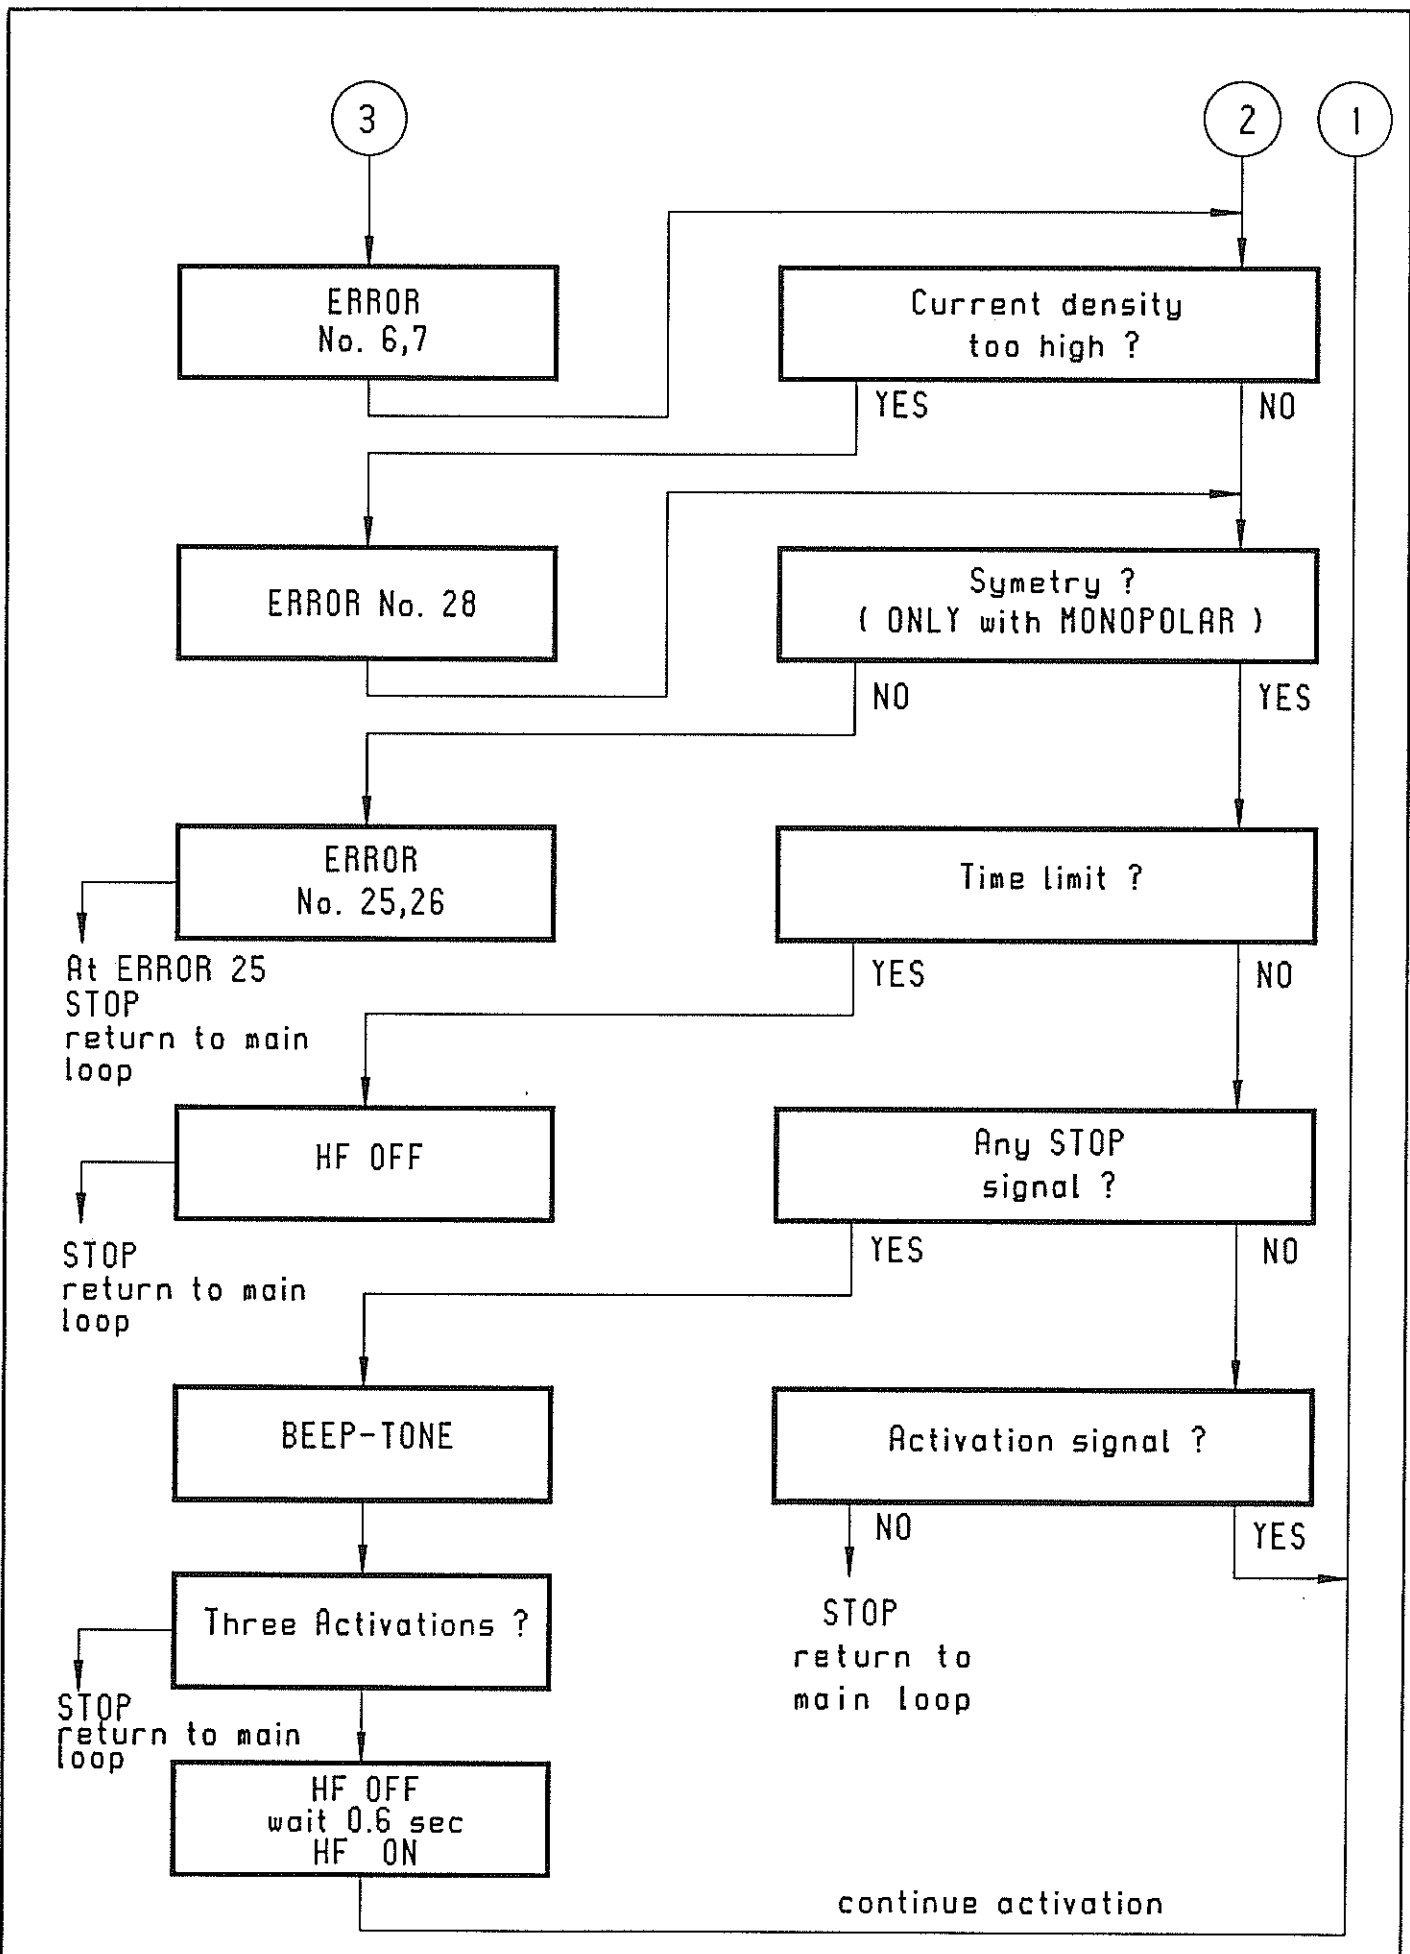 3
2
1
ERROR
No. 6,7
Current density
too high ?
YES
NO
ERROR No. 28
Symetry ?
( ONLY with MONOPOLAR )
NO
YES
ERROR
No. 25,26
Time limit ?
At ERROR 25
STOP
return to main
loop
YES
NO
HF OFF
Any STOP
signal ?
STOP
return to main
loop
YES
NO
BEEP-TONE
Activation signal ?
NO
YES
Three Activations ?
STOP
return to
main loop
STOP
return to main
loop
HF OFF
wait 0.6 sec
HF ON
continue activation